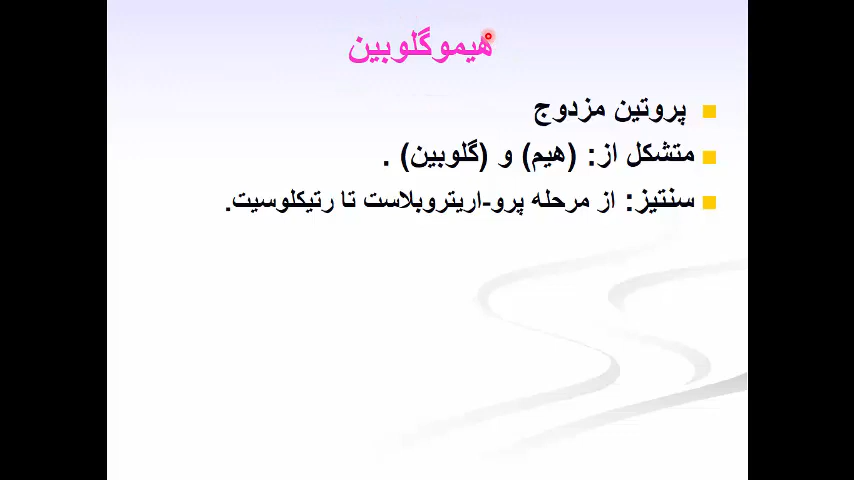 هیموگلوبین
پروتین مزدوج
متشکل از: (هیم) و (گلوبین) .
سنتیز: از مرحله پرو-اریتروبلاست تا رتیکلوسیت.